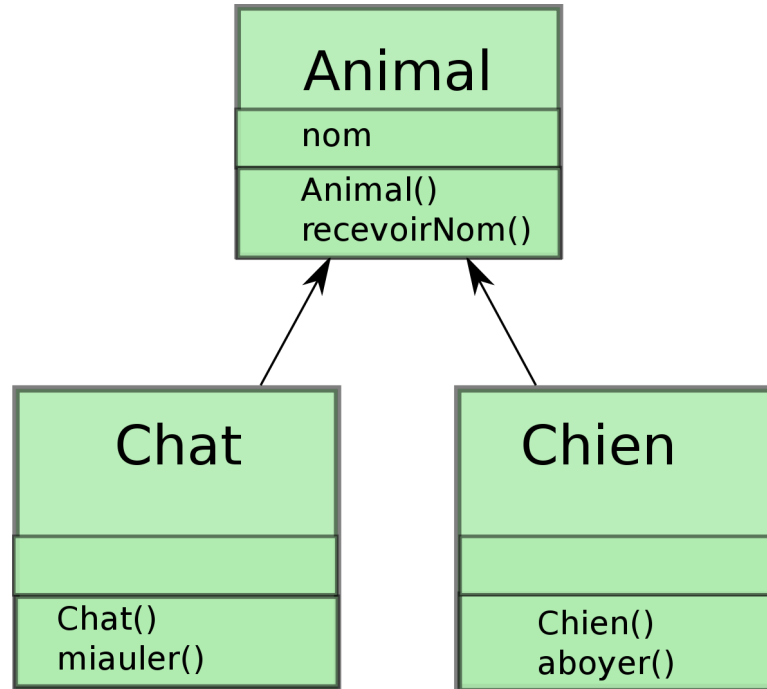 Animal
nom
Animal()
recevoirNom()
Chat
Chat()
miauler()
Chien
Chien()
aboyer()